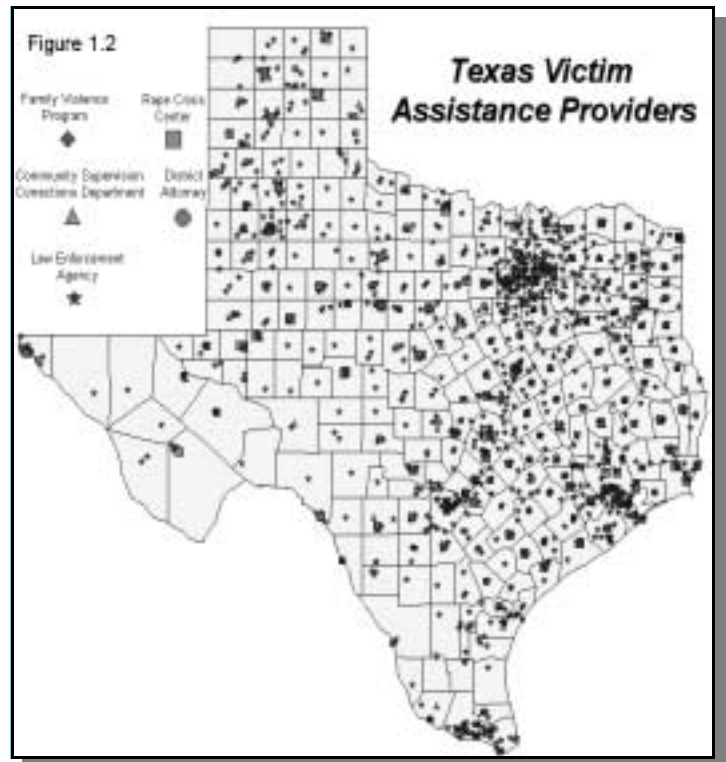 Figure 1.2
Texas Victim
Assistance Providers
Family Violence
Program
Rape Crisis
Center
Community Supervision
Corrections Department
District
Attorney
Law Enforcement
Agency